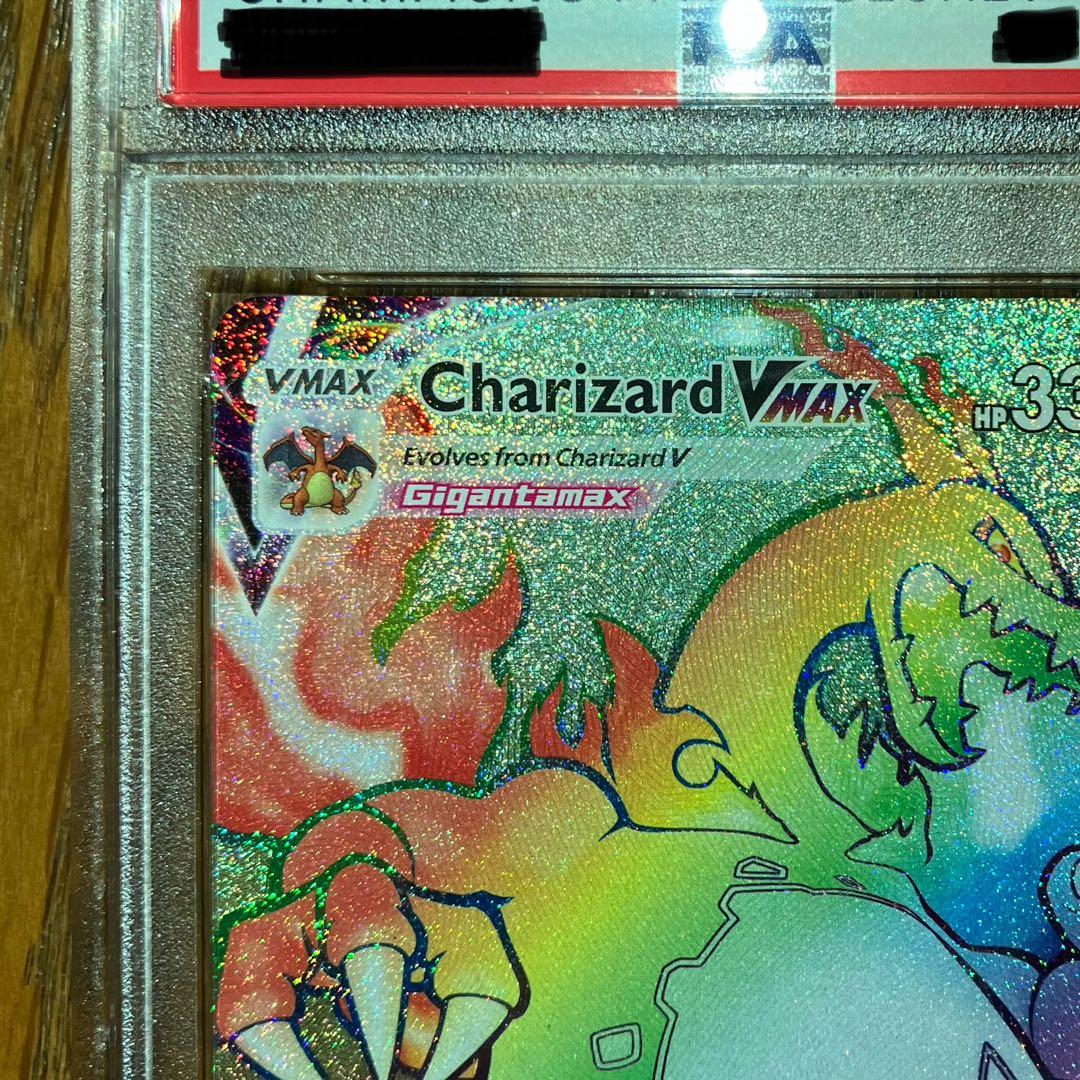 VMAX
Charizard VMAX
HP 33
Evolves from Charizard V
Gigantamax